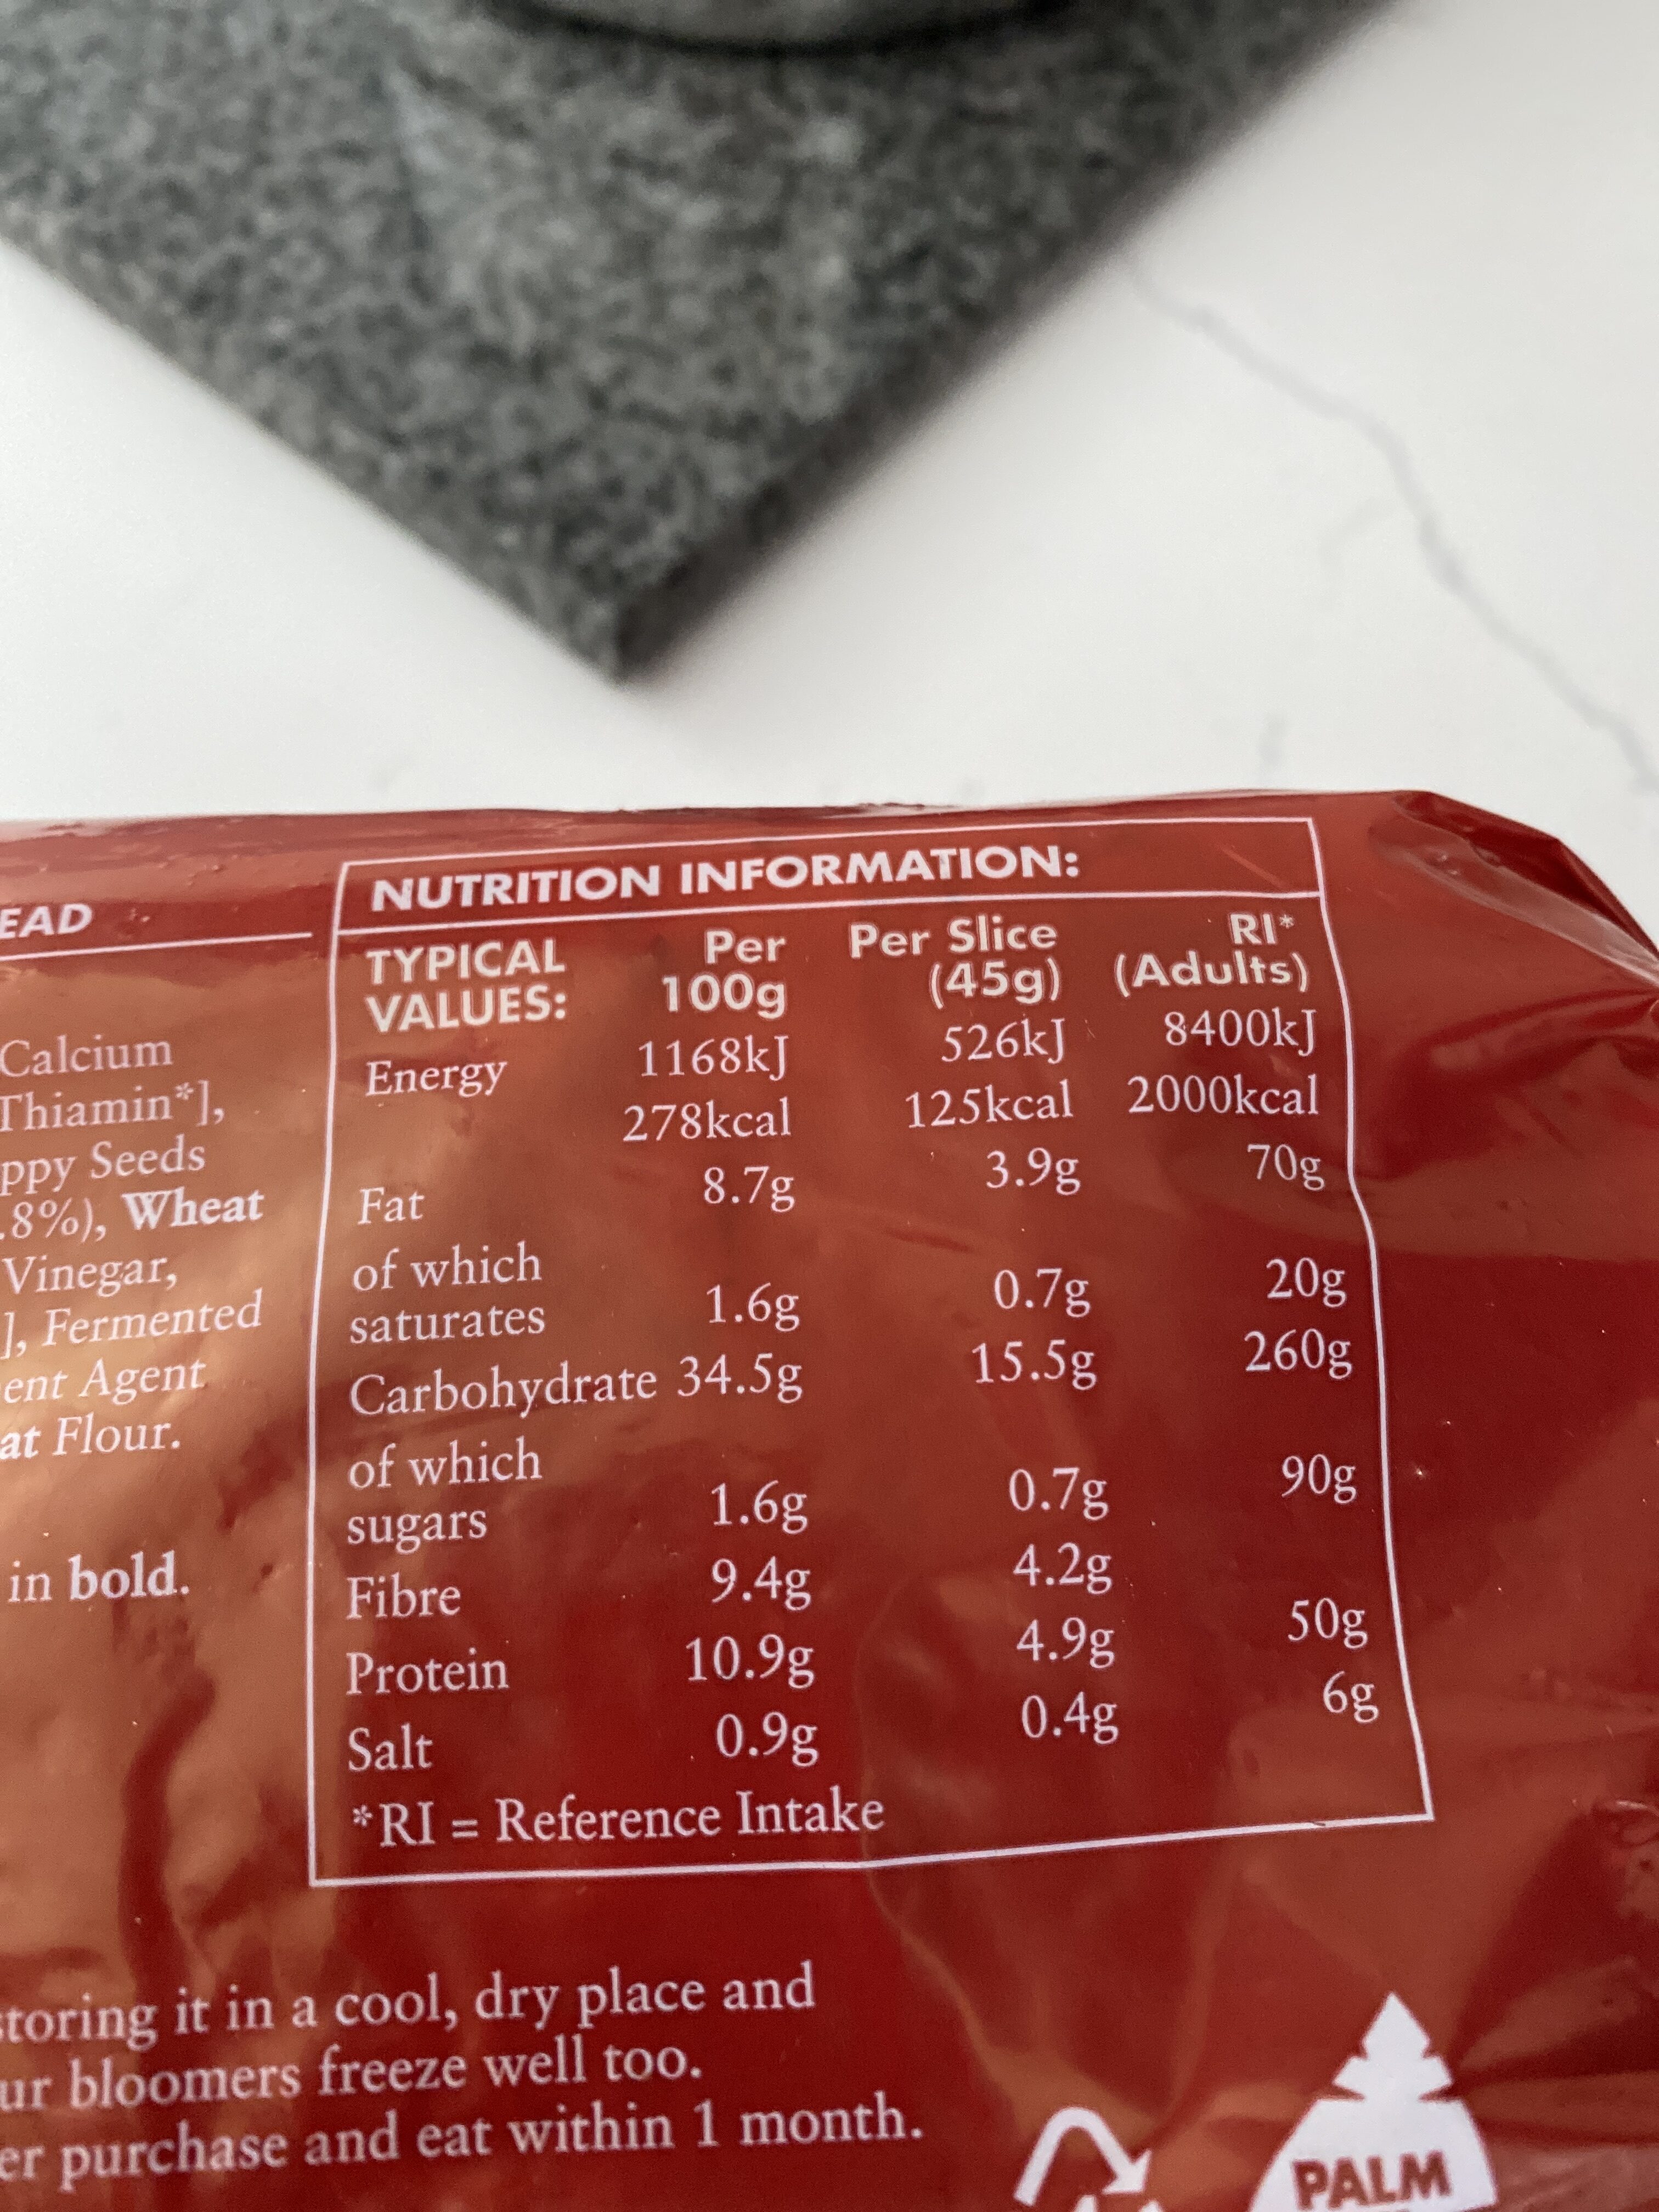 EAD
Calcium
Thiamin*],
Seeds
.8%), Wheat
Vinegar,
], Fermented
Agent
Flour.
in bold.
NUTRITION INFORMATION:
TYPICAL VALUES: Per 100g Per Slice (45g) RI* (Adults)
Energy 1168kJ 526kJ 8400kJ
278kcal 125kcal 2000kcal
Fat 8.7g 3.9g 70g
of which
saturates 1.6g 0.7g 20g
Carbohydrate 34.5g 15.5g 260g
of which
sugars 1.6g 0.7g 90g
Fibre 9.4g 4.2g
Protein 10.9g 4.9g 50g
Salt 0.9g 0.4g 6g
*RI = Reference Intake
toring it in a cool, dry place and
ur bloomers freeze well too.
er purchase and eat within 1 month.
PALM